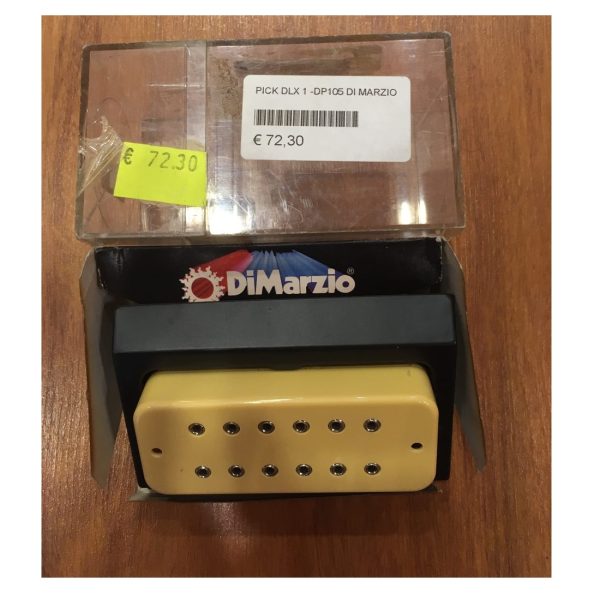 PICK DLX 1 -DP105 DI MARZIO
€ 72,30
€ 72.30
DiMarzio®